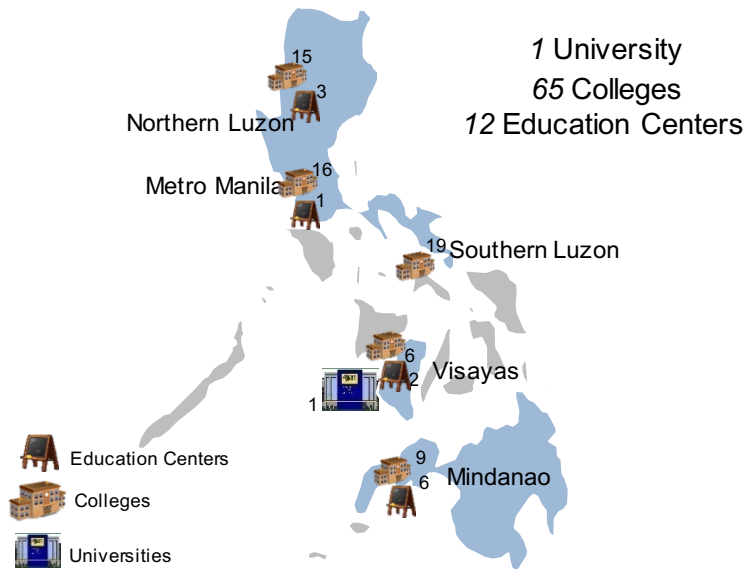 1 University
65 Colleges
12 Education Centers
15
3
Northern Luzon
16
Metro Manila
1
19 Southern Luzon
6
Visayas
2
1
9
Mindanao
6
Education Centers
Colleges
Universities